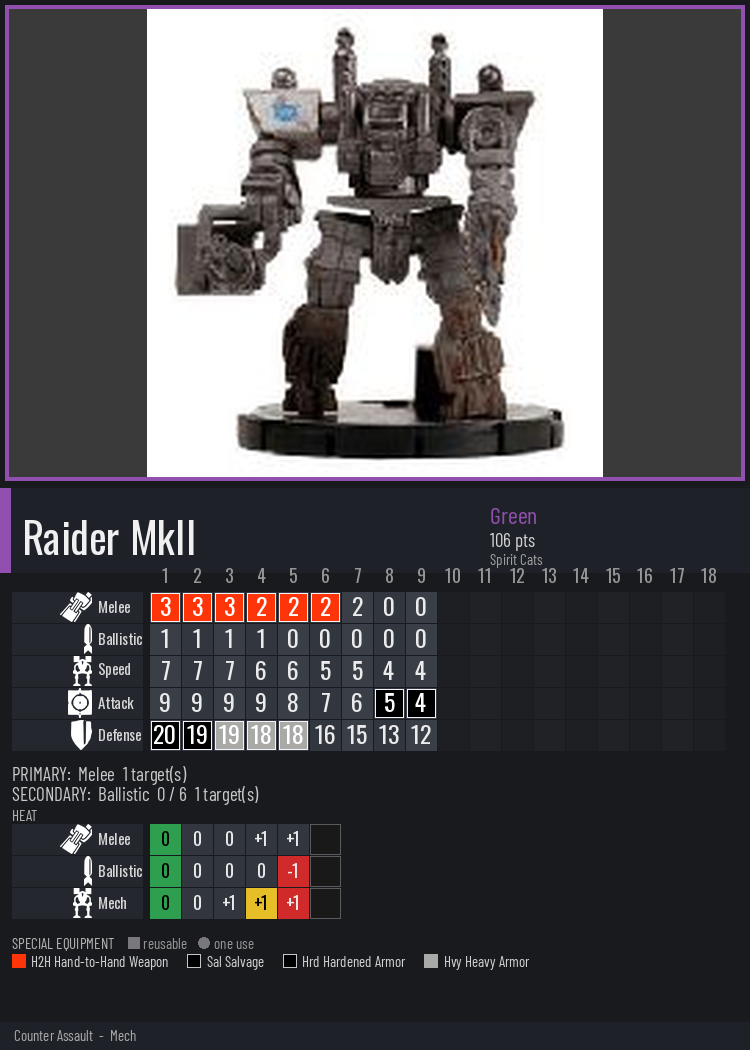 Raider MkII
Green
106 pts
Spirit Cats
1 2 3 4 5 6 7 8 9 10 11 12 13 14 15 16 17 18
Melee 3 3 3 2 2 2 2 0 0
Ballistic 1 1 1 1 0 0 0 0 0
Speed 7 7 7 6 6 5 5 4 4
Attack 9 9 9 9 8 7 6 5 4
Defense 20 19 19 18 18 16 15 13 12
PRIMARY: Melee 1 target(s)
SECONDARY: Ballistic 0 / 6 1 target(s)
HEAT
Melee 0 0 0 +1 +1
Ballistic 0 0 0 0 -1
Mech 0 0 +1 +1 +1
SPECIAL EQUIPMENT reusable one use
H2H Hand-to-Hand Weapon Sal Salvage Hrd Hardened Armor Hvy Heavy Armor
Counter Assault - Mech